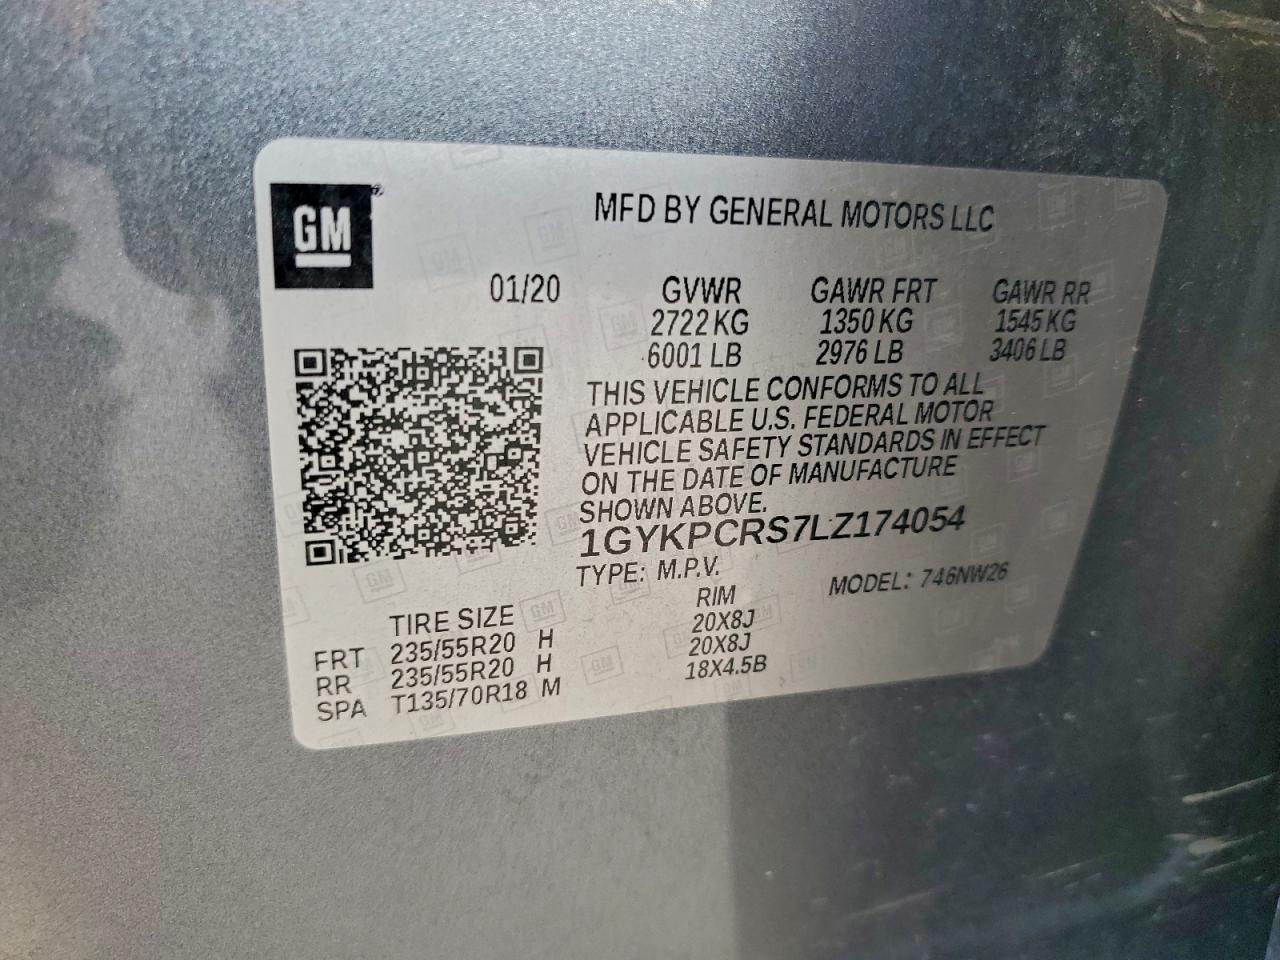 GM
MFD BY GENERAL MOTORS LLC
01/20 GVWR GAWR FRT GAWR RR
2722 KG 1350 KG 1545 KG
6001 LB 2976 LB 3406 LB
THIS VEHICLE CONFORMS TO ALL
APPLICABLE U.S. FEDERAL MOTOR
VEHICLE SAFETY STANDARDS IN EFFECT
ON THE DATE OF MANUFACTURE
SHOWN ABOVE.
1GYKPCRS7LZ174054
TYPE: M.P.V. MODEL: 746NW26
TIRE SIZE RIM
FRT 235/55R20 H 20X8J
RR 235/55R20 H 20X8J
SPA T135/70R18 M 18X4.5B